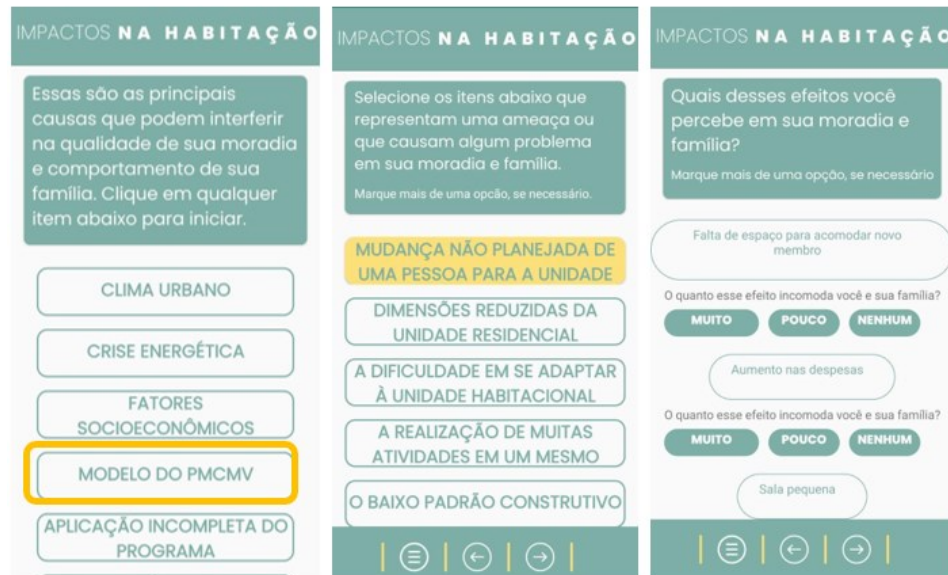 IMPACTOS NA HABITAÇÃO
Essas são as principais
causas que podem interferir
na qualidade de sua moradia
e comportamento de sua
família. Clique em qualquer
item abaixo para iniciar.
CLIMA URBANO
CRISE ENERGÉTICA
FATORES
SOCIOECONÔMICOS
MODELO DO PMCMV
APLICAÇÃO INCOMPLETA DO
PROGRAMA
IMPACTOS NA HABITAÇÃO
Selecione os itens abaixo que
representam uma ameaça ou
que causam algum problema
em sua moradia e família.
Marque mais de uma opcão, se necessário.
MUDANÇA NÃO PLANEJADA DE
UMA PESSOA PARA A UNIDADE
DIMENSÕES REDUZIDAS DA
UNIDADE RESIDENCIAL
A DIFICULDADE EM SE ADAPTAR
À UNIDADE HABITACIONAL
A REALIZAÇÃO DE MUITAS
ATIVIDADES EM UM MESMO
O BAIXO PADRÃO CONSTRUTIVO
IMPACTOS NA HABITAÇÃO
Quais desses efeitos você
percebe em sua moradia e
família?
Marque mais de uma opção, se necessário
Falta de espaço para acomodar novo
membro
O quanto esse efeito incomoda você e sua família?
MUITO POUCO NENHUM
Aumento nas despesas
O quanto esse efeito incomoda você e sua família?
MUITO POUCO NENHUM
Sala pequena